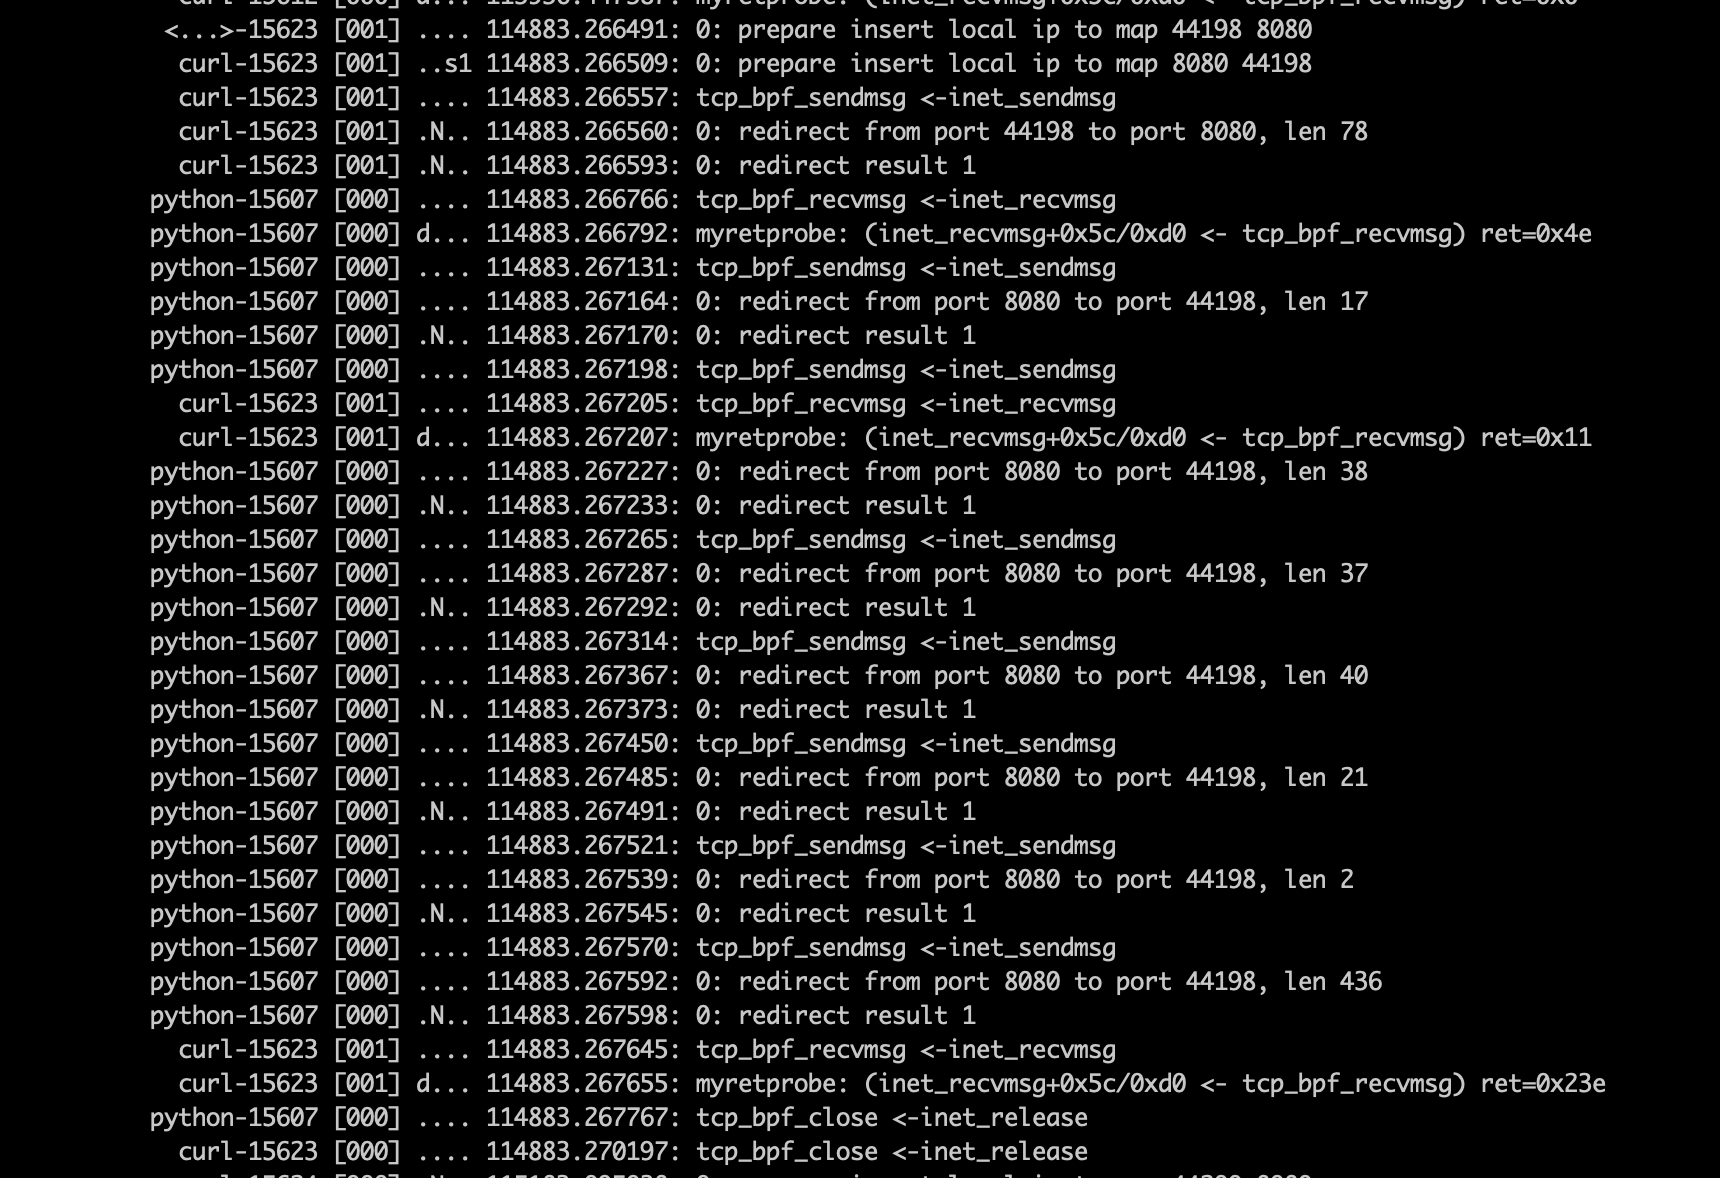 <...>-15623 [001] .... 114883.266491: 0: prepare insert local ip to map 44198 8080
curl-15623 [001] ..s1 114883.266509: 0: prepare insert local ip to map 8080 44198
curl-15623 [001] .... 114883.266557: tcp_bpf_sendmsg <-inet_sendmsg
curl-15623 [001] .N.. 114883.266560: 0: redirect from port 44198 to port 8080, len 78
curl-15623 [001] .N.. 114883.266593: 0: redirect result 1
python-15607 [000] .... 114883.266766: tcp_bpf_recvmsg <-inet_recvmsg
python-15607 [000] d... 114883.266792: myretprobe: (inet_recvmsg+0x5c/0xd0 <- tcp_bpf_recvmsg) ret=0x4e
python-15607 [000] .... 114883.267131: tcp_bpf_sendmsg <-inet_sendmsg
python-15607 [000] .... 114883.267164: 0: redirect from port 8080 to port 44198, len 17
python-15607 [000] .N.. 114883.267170: 0: redirect result 1
python-15607 [000] .... 114883.267198: tcp_bpf_sendmsg <-inet_sendmsg
curl-15623 [001] .... 114883.267205: tcp_bpf_recvmsg <-inet_recvmsg
curl-15623 [001] d... 114883.267207: myretprobe: (inet_recvmsg+0x5c/0xd0 <- tcp_bpf_recvmsg) ret=0x11
python-15607 [000] .... 114883.267227: 0: redirect from port 8080 to port 44198, len 38
python-15607 [000] .N.. 114883.267233: 0: redirect result 1
python-15607 [000] .... 114883.267265: tcp_bpf_sendmsg <-inet_sendmsg
python-15607 [000] .... 114883.267287: 0: redirect from port 8080 to port 44198, len 37
python-15607 [000] .N.. 114883.267292: 0: redirect result 1
python-15607 [000] .... 114883.267314: tcp_bpf_sendmsg <-inet_sendmsg
python-15607 [000] .... 114883.267367: 0: redirect from port 8080 to port 44198, len 40
python-15607 [000] .N.. 114883.267373: 0: redirect result 1
python-15607 [000] .... 114883.267450: tcp_bpf_sendmsg <-inet_sendmsg
python-15607 [000] .... 114883.267485: 0: redirect from port 8080 to port 44198, len 21
python-15607 [000] .N.. 114883.267491: 0: redirect result 1
python-15607 [000] .... 114883.267521: tcp_bpf_sendmsg <-inet_sendmsg
python-15607 [000] .... 114883.267539: 0: redirect from port 8080 to port 44198, len 2
python-15607 [000] .N.. 114883.267545: 0: redirect result 1
python-15607 [000] .... 114883.267570: tcp_bpf_sendmsg <-inet_sendmsg
python-15607 [000] .... 114883.267592: 0: redirect from port 8080 to port 44198, len 436
python-15607 [000] .N.. 114883.267598: 0: redirect result 1
curl-15623 [001] .... 114883.267645: tcp_bpf_recvmsg <-inet_recvmsg
curl-15623 [001] d... 114883.267655: myretprobe: (inet_recvmsg+0x5c/0xd0 <- tcp_bpf_recvmsg) ret=0x23e
python-15607 [000] .... 114883.267767: tcp_bpf_close <-inet_release
curl-15623 [000] .... 114883.270197: tcp_bpf_close <-inet_release